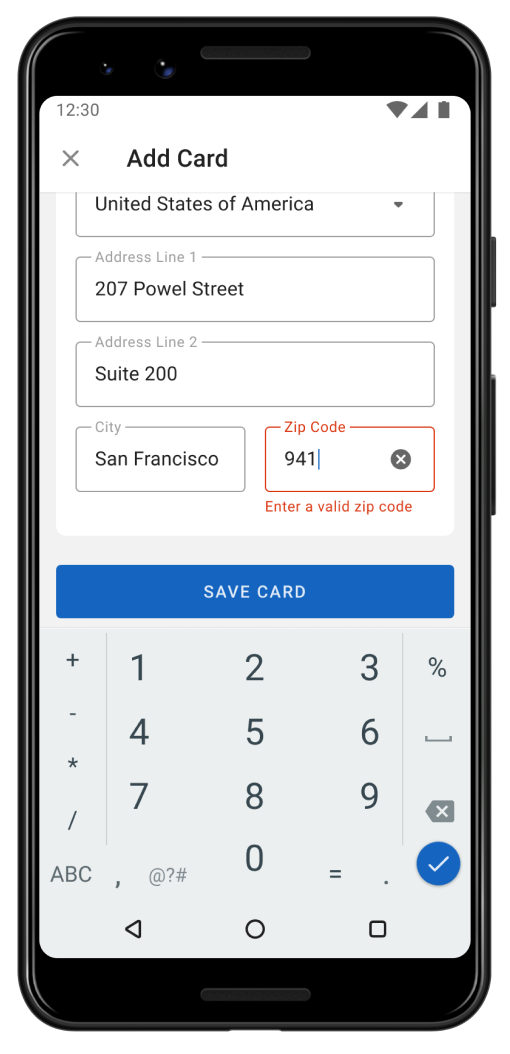 12:30
Add Card
United States of America
Address Line 1
207 Powel Street
Address Line 2
Suite 200
City
San Francisco
Zip Code
941
Enter a valid zip code
SAVE CARD
+ 1 2 3 %
- 4 5 6
* 7 8 9
/
ABC , @?# 0 = .